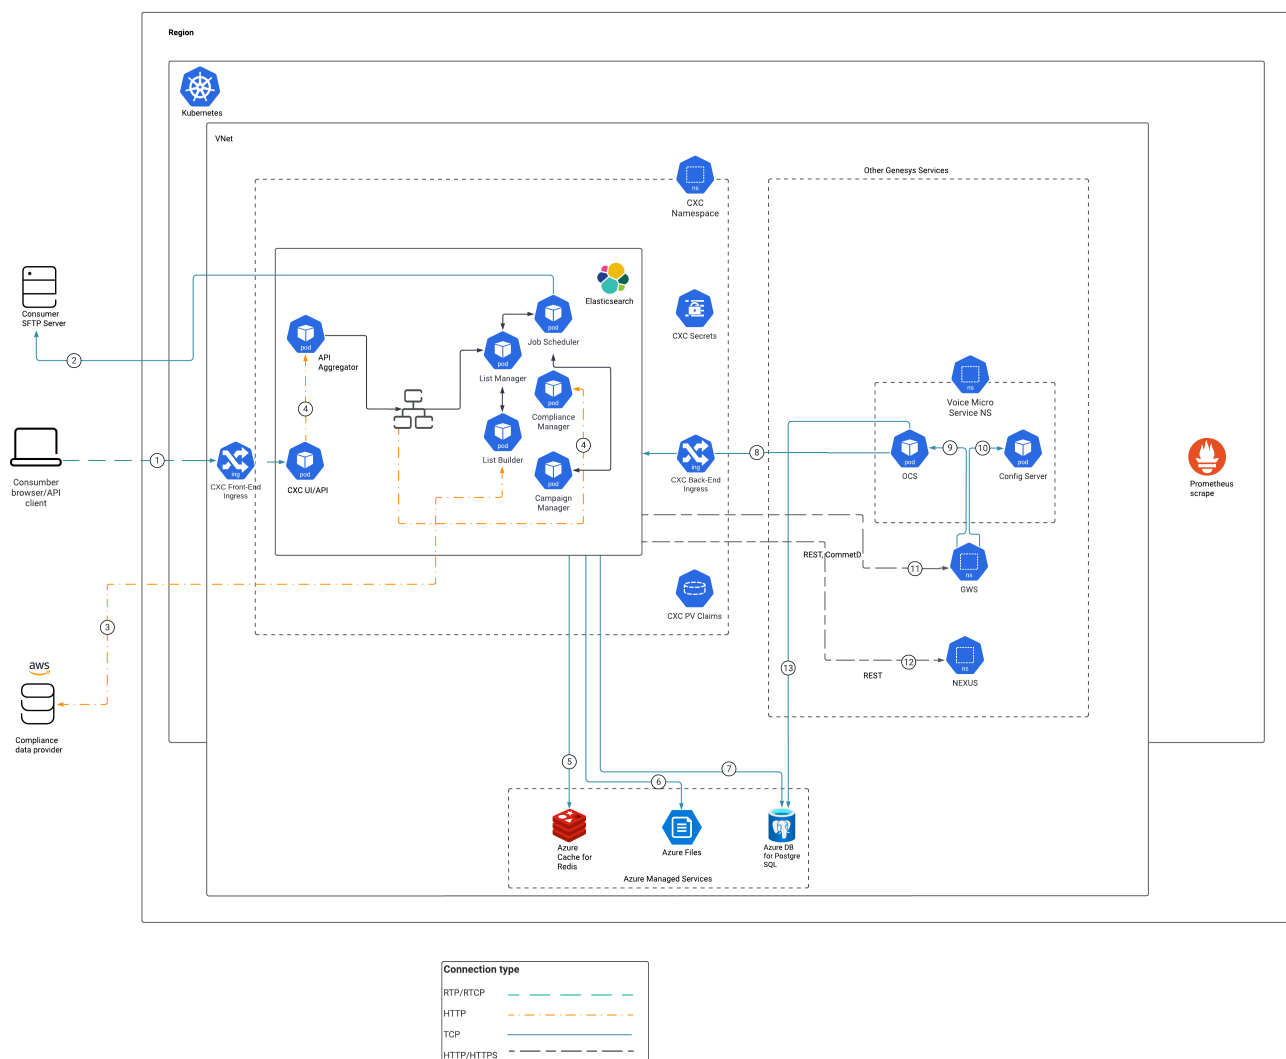 Region
Kubernetes
VNet
ns
CXC
Namespace
Other Genesys Services
Elasticsearch
Consumer
SFTP Server
2
pod
Job Scheduler
CXC Secrets
pod
API
Aggregator
pod
List Manager
4
pod
Compliance
Manager
ns
Voice Micro
Service NS
pod
List Builder
4
Consumber
browser/API
client
1
ing
CXC Front-End
Ingress
pod
CXC UI/API
pod
Campaign
Manager
ing
CXC Back-End
Ingress
8
pod
OCS
9
10
pod
Config Server
Prometheus
scrape
REST, CommetD
11
ns
GWS
CXC PV Claims
3
aws
Compliance
data provider
13
REST
12
ns
NEXUS
5
6
7
Azure
Cache for
Redis
Azure Files
Azure DB
for Postgre
SQL
Azure Managed Services
Connection type
RTP/RTCP
HTTP
TCP
HTTP/HTTPS